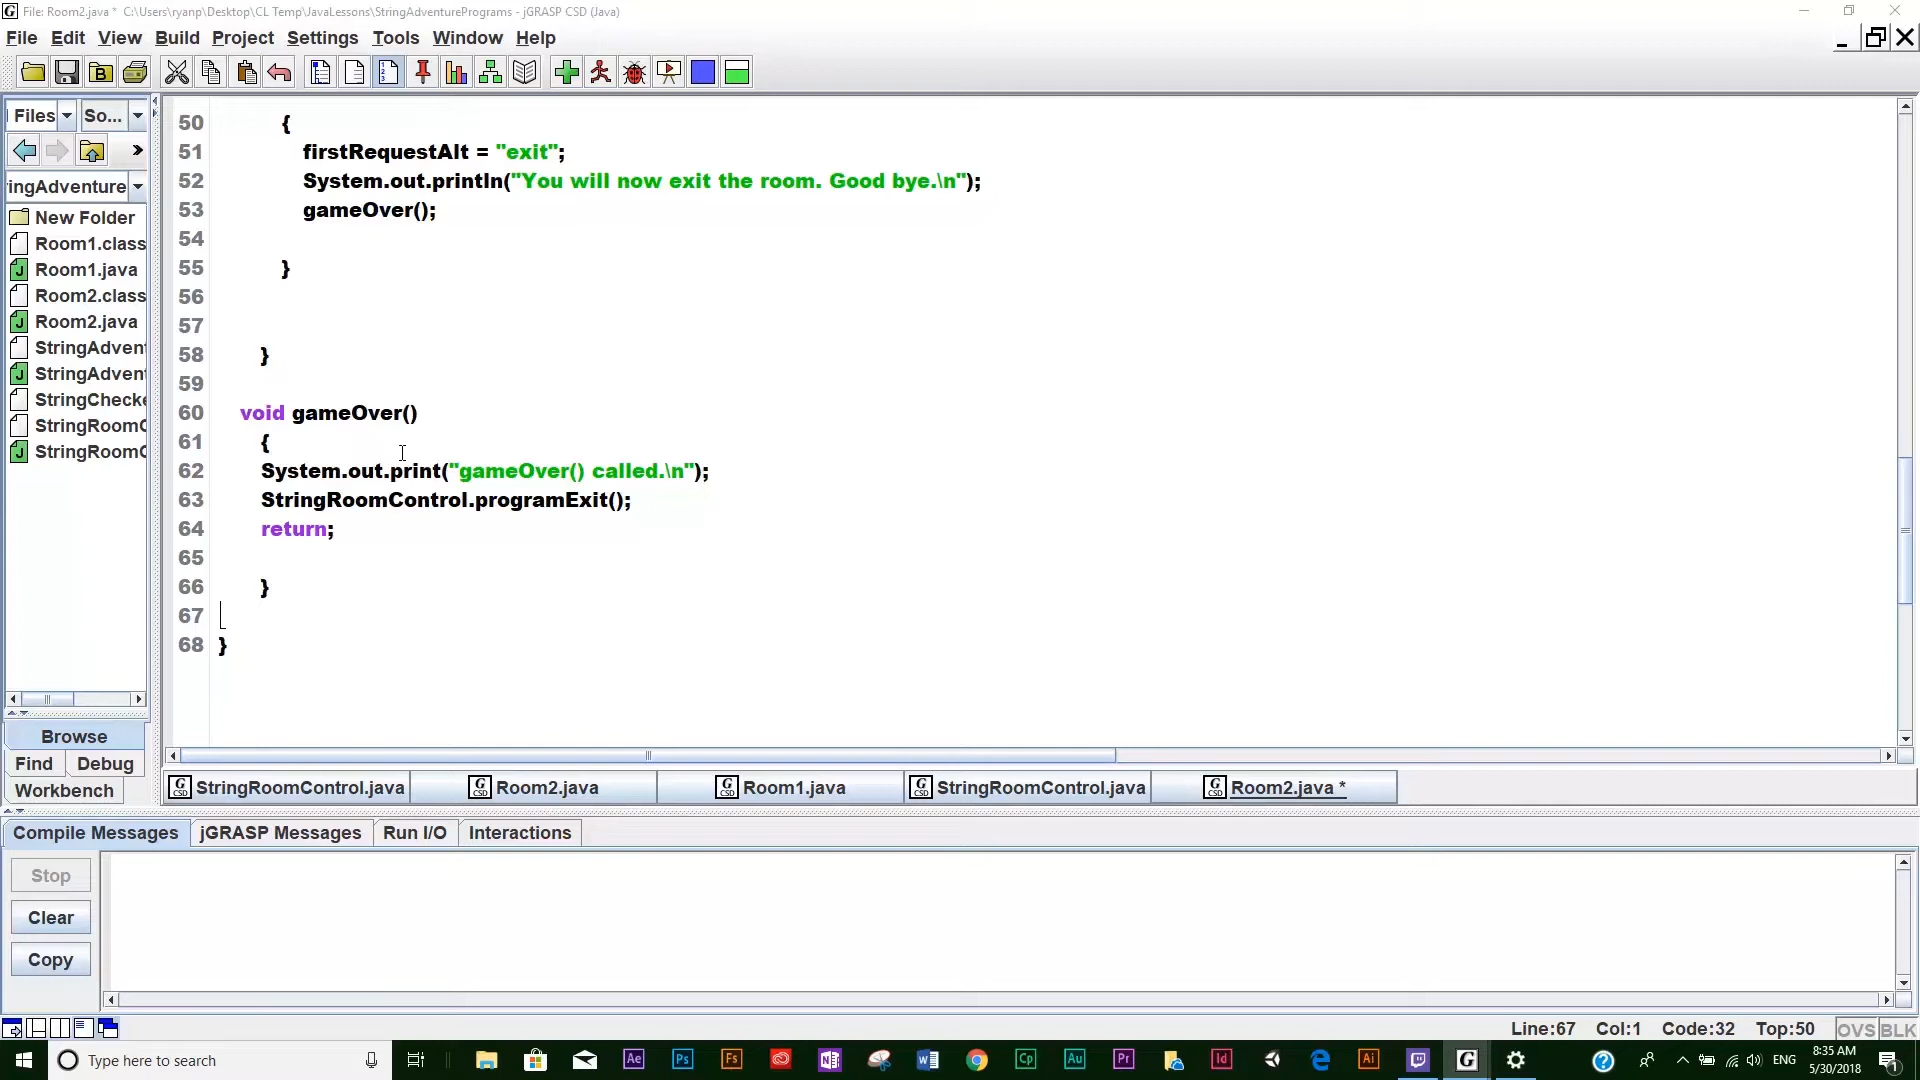 File: Room2.java *  C:\Users\ryanp\Desktop\CL Temp\JavaLessons\StringAdventurePrograms - jGRASP CSD (Java)
File Edit View Build Project Settings Tools Window Help
Files So...
ringAdventure
New Folder
Room1.class
Room1.java
Room2.class
Room2.java
StringAdven
StringAdven
StringChecke
StringRoomC
StringRoomC
Browse
Find Debug
Workbench
50 {
51 firstRequestAlt = "exit";
52 System.out.println("You will now exit the room. Good bye.\n");
53 gameOver();
54
55 }
56
57
58 }
59
60 void gameOver()
61 {
62 System.out.print("gameOver() called.\n");
63 StringRoomControl.programExit();
64 return;
65
66 }
67
68 }
StringRoomControl.java Room2.java Room1.java StringRoomControl.java Room2.java *
Compile Messages jGRASP Messages Run I/O Interactions
Stop
Clear
Copy
Line:67 Col:1 Code:32 Top:50 OVS BLK
Type here to search
ENG
8:35 AM
5/30/2018